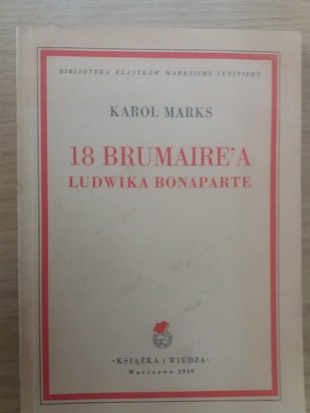 BIBLIOTEKA KLASYKÓW MARKSIZMU-LENINIZMU
KAROL MARKS
18 BRUMAIRE'A
LUDWIKA BONAPARTE
„KSIĄŻKA i WIEDZA"
Warszawa 1949